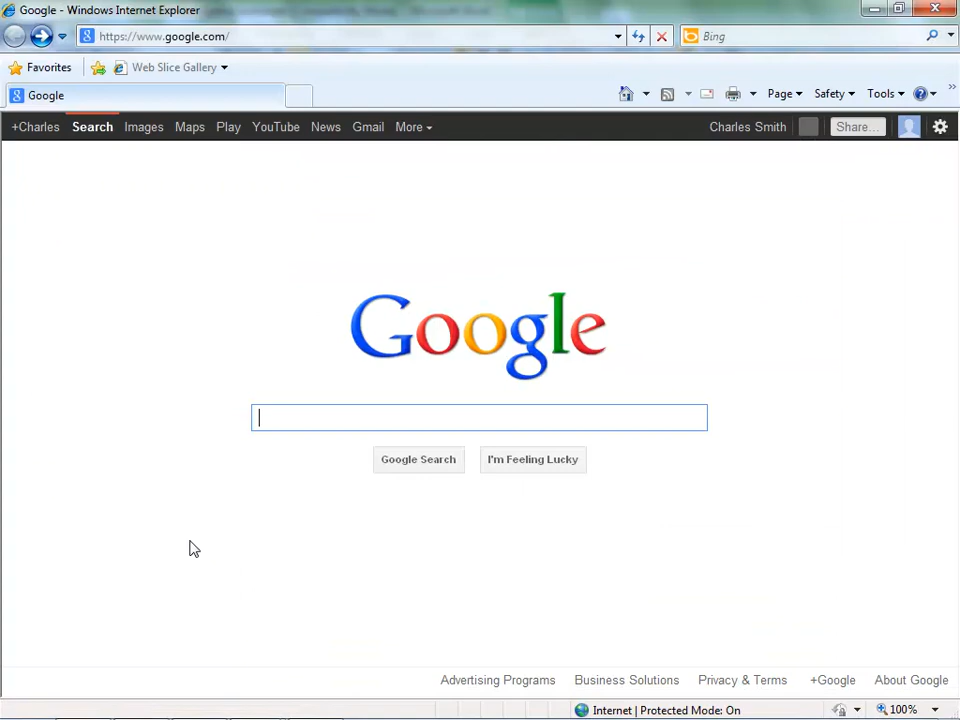 Google - Windows Internet Explorer
https://www.google.com/
Bing
Favorites
Web Slice Gallery
Google
Page
Safety
Tools
»
+Charles Search Images Maps Play YouTube News Gmail More
Charles Smith
Share...
Google
Google Search
I'm Feeling Lucky
Advertising Programs Business Solutions Privacy & Terms +Google About Google
Internet | Protected Mode: On
100%